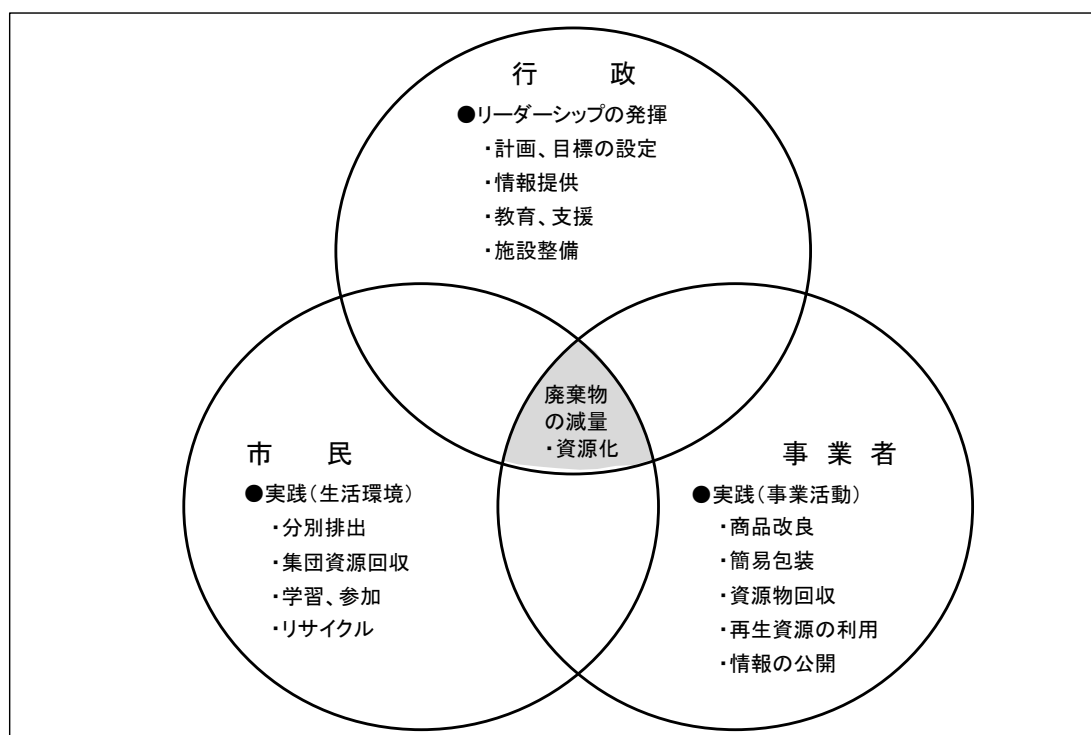 行 政
●リーダーシップの発揮
・計画、目標の設定
・情報提供
・教育、支援
・施設整備
廃棄物
の減量
・資源化
市 民
●実践(生活環境)
・分別排出
・集団資源回収
・学習、参加
・リサイクル
事 業 者
●実践(事業活動)
・商品改良
・簡易包装
・資源物回収
・再生資源の利用
・情報の公開